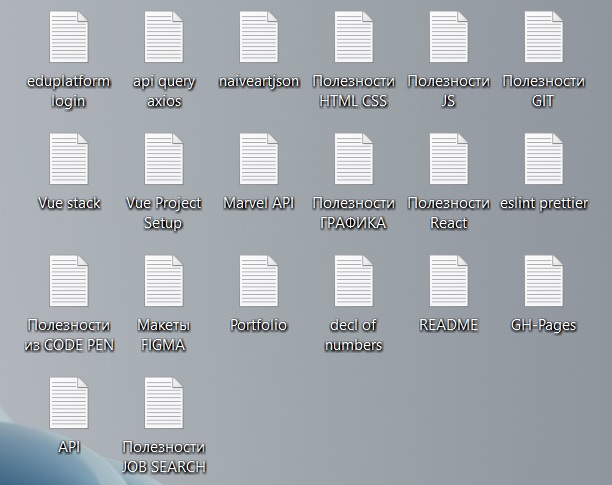 eduplatform
login
api query
axios
naiveartjson
Полезности
HTML CSS
Полезности
JS
Полезности
GIT
Vue stack
Vue Project
Setup
Marvel API
Полезности
ГРАФИКА
Полезности
React
eslint prettier
Полезности
из CODE PEN
Макеты
FIGMA
Portfolio
decl of
numbers
README
GH-Pages
API
Полезности
JOB SEARCH